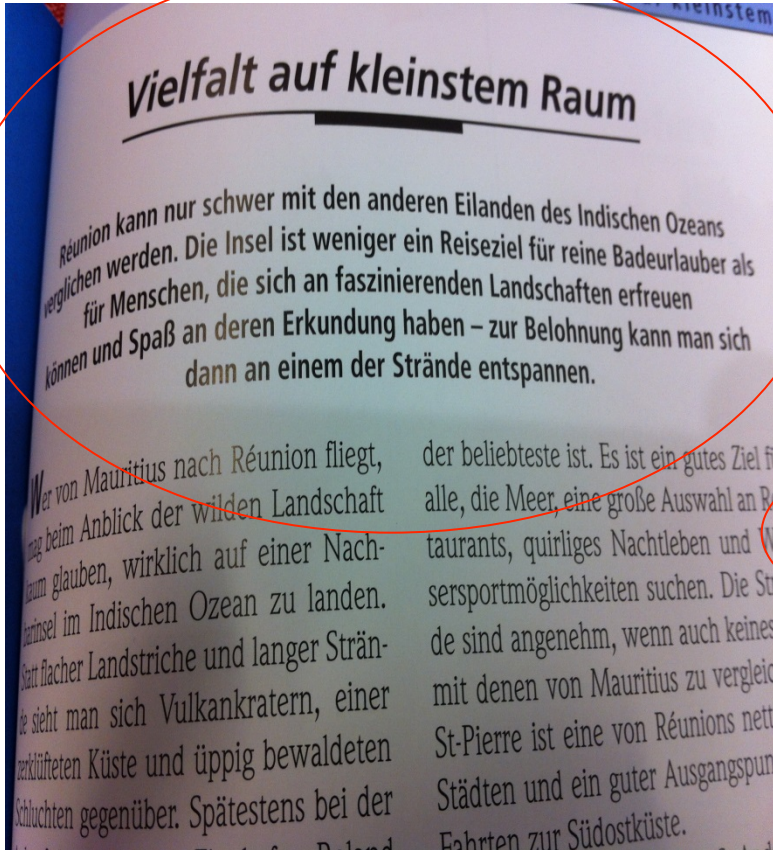 kleinstem
Vielfalt auf kleinstem Raum
Réunion kann nur schwer mit den anderen Eilanden des Indischen Ozeans
verglichen werden. Die Insel ist weniger ein Reiseziel für reine Badeurlauber als
für Menschen, die sich an faszinierenden Landschaften erfreuen
können und Spaß an deren Erkundung haben – zur Belohnung kann man sich
dann an einem der Strände entspannen.
Wer von Mauritius nach Réunion fliegt,
mag beim Anblick der wilden Landschaft
kaum glauben, wirklich auf einer Nach-
barinsel im Indischen Ozean zu landen.
Statt flacher Landstriche und langer Strän-
de sieht man sich Vulkankratern, einer
zerklüfteten Küste und üppig bewaldeten
Schluchten gegenüber. Spätestens bei der
der beliebteste ist. Es ist ein gutes Ziel f
alle, die Meer, eine große Auswahl an R
taurants, quirliges Nachtleben und W
sersportmöglichkeiten suchen. Die St
de sind angenehm, wenn auch keines
mit denen von Mauritius zu vergleic
St-Pierre ist eine von Réunions nett
Städten und ein guter Ausgangspun
Fahrten zur Südostküste.